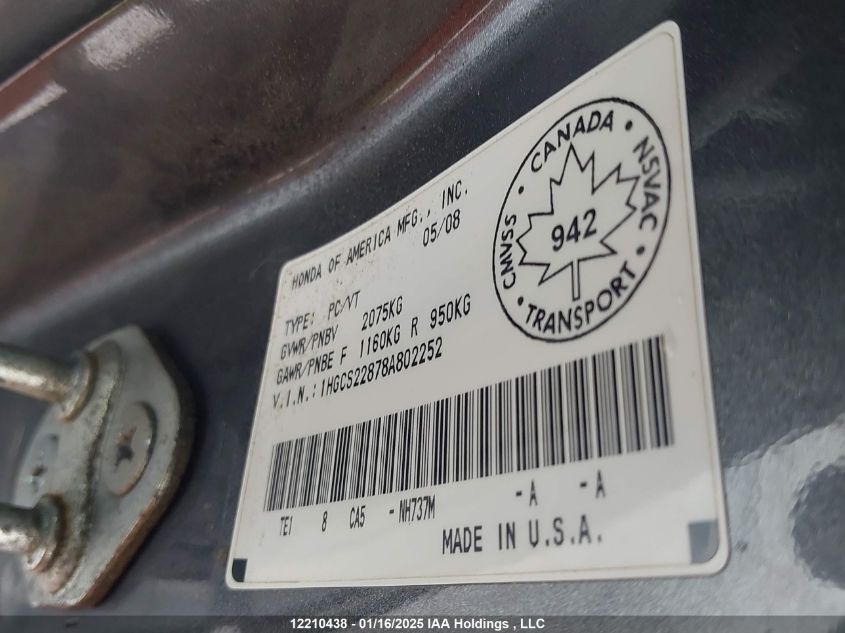 HONDA OF AMERICA MFG., INC.
05/08
TYPE: PC/VT
GVWR/PNBV 2075KG
GAWR/PNBE F 1160KG R 950KG
V.I.N.: 1HGCS22878A802252
CANADA • NSVAC • TRANSPORT • CMVSS •
942
TE1 8 CA5 - NH737M -A -A
MADE IN U.S.A.
12210438 - 01/16/2025 IAA Holdings , LLC